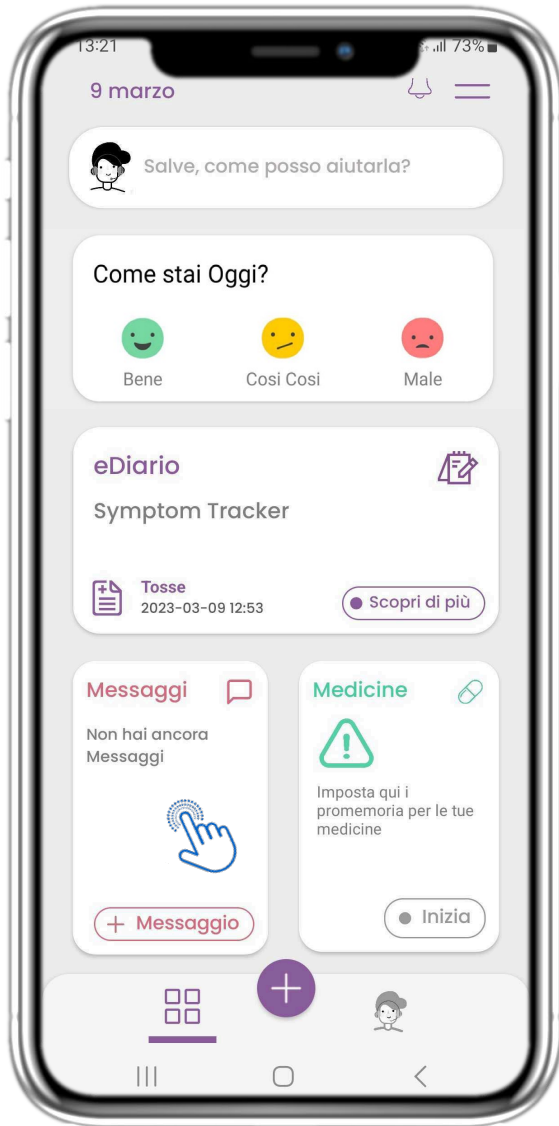 13:21
73%
9 marzo
Salve, come posso aiutarla?
Come stai Oggi?
Bene
Cosi Cosi
Male
eDiario
Symptom Tracker
Tosse
2023-03-09 12:53
Scopri di più
Messaggi
Non hai ancora
Messaggi
+ Messaggio
Medicine
Imposta qui i
promemoria per le tue
medicine
Inizia